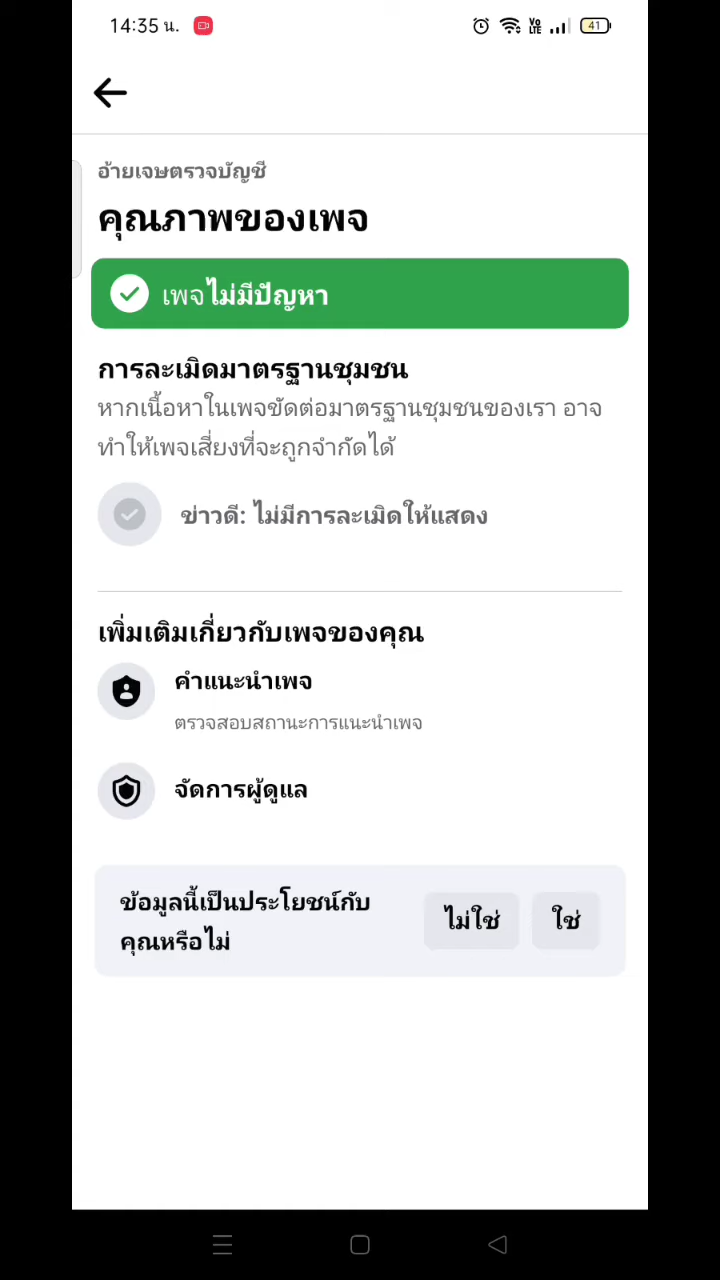 14:35 น.
VO
LTE
41
อ้ายเจษตรวจบัญชี
คุณภาพของเพจ
เพจไม่มีปัญหา
การละเมิดมาตรฐานชุมชน
หากเนื้อหาในเพจขัดต่อมาตรฐานชุมชนของเรา อาจ
ทำให้เพจเสี่ยงที่จะถูกจำกัดได้
ข่าวดี: ไม่มีการละเมิดให้แสดง
เพิ่มเติมเกี่ยวกับเพจของคุณ
คำแนะนำเพจ
ตรวจสอบสถานะการแนะนำเพจ
จัดการผู้ดูแล
ข้อมูลนี้เป็นประโยชน์กับ
คุณหรือไม่
ไม่ใช่
ใช่